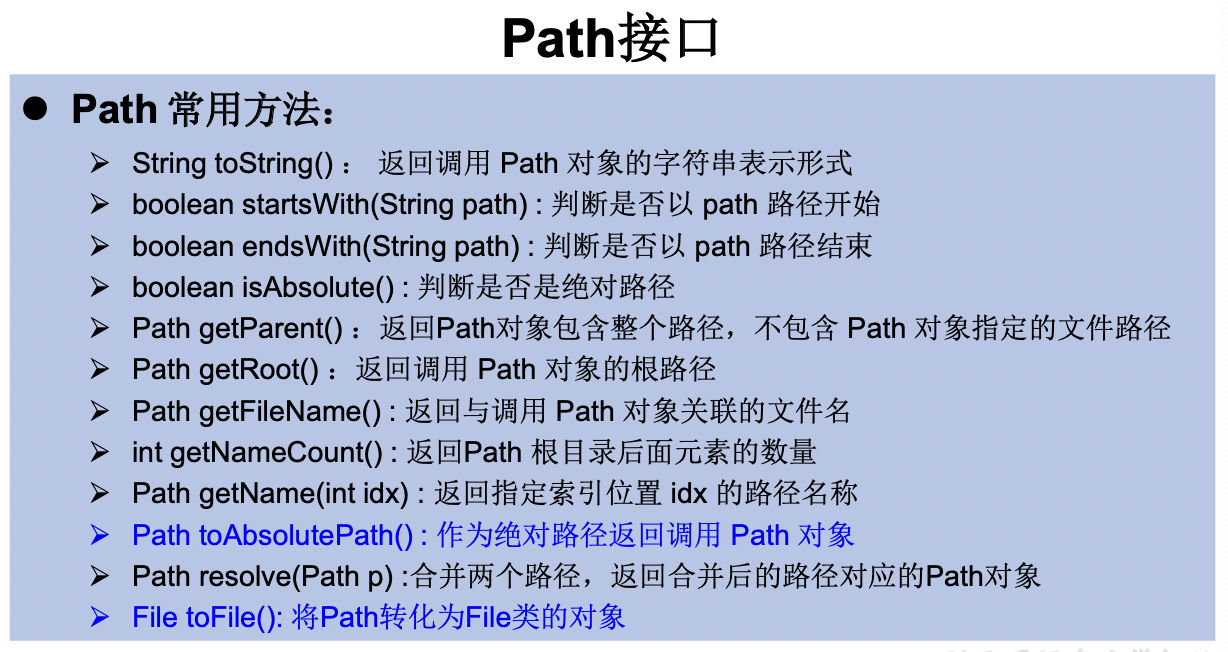 Path接口
● Path 常用方法：
➢ String toString() ： 返回调用 Path 对象的字符串表示形式
➢ boolean startsWith(String path) : 判断是否以 path 路径开始
➢ boolean endsWith(String path) : 判断是否以 path 路径结束
➢ boolean isAbsolute() : 判断是否是绝对路径
➢ Path getParent() ：返回Path对象包含整个路径，不包含 Path 对象指定的文件路径
➢ Path getRoot() ：返回调用 Path 对象的根路径
➢ Path getFileName() : 返回与调用 Path 对象关联的文件名
➢ int getNameCount() : 返回Path 根目录后面元素的数量
➢ Path getName(int idx) : 返回指定索引位置 idx 的路径名称
➢ Path toAbsolutePath() : 作为绝对路径返回调用 Path 对象
➢ Path resolve(Path p) :合并两个路径，返回合并后的路径对应的Path对象
➢ File toFile(): 将Path转化为File类的对象